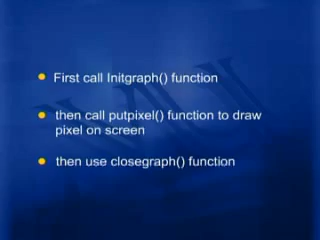 First call Initgraph() function
then call putpixel() function to draw
pixel on screen
then use closegraph() function